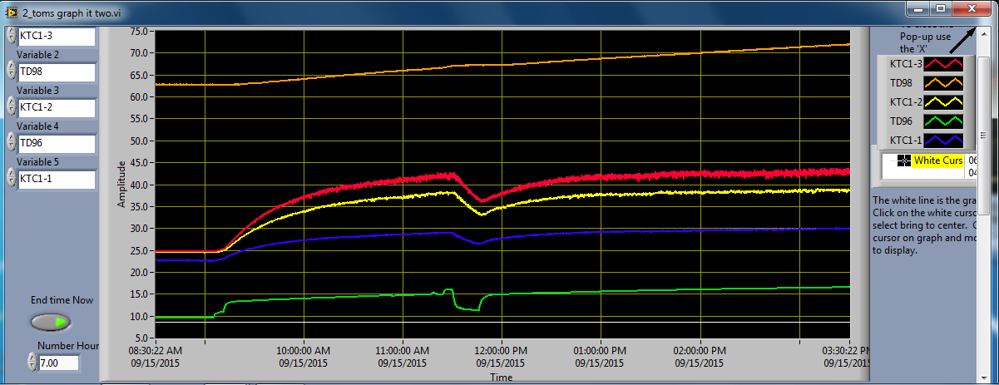 2_toms graph it two.vi
KTC1-3
Variable 2
TD98
Variable 3
KTC1-2
Variable 4
TD96
Variable 5
KTC1-1
End time Now
Number Hour
7.00
Amplitude
75.0
70.0
65.0
60.0
55.0
50.0
45.0
40.0
35.0
30.0
25.0
20.0
15.0
10.0
5.0
08:30:22 AM
09/15/2015
10:00:00 AM
09/15/2015
11:00:00 AM
09/15/2015
12:00:00 PM
09/15/2015
01:00:00 PM
09/15/2015
02:00:00 PM
09/15/2015
03:30:22 PM
09/15/2015
Time
Pop-up use
the 'X'
KTC1-3
TD98
KTC1-2
TD96
KTC1-1
White Curs
06
04
The white line is the gra
Click on the white curso
select bring to center.
cursor on graph and mo
to display.